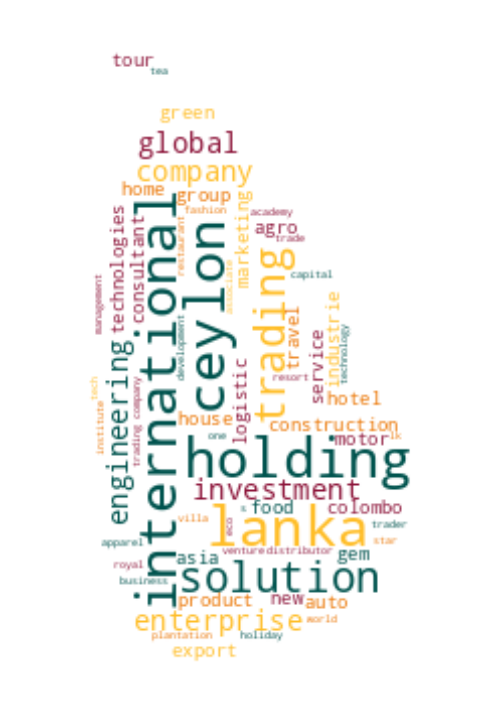 tour
tea
green
global
company
home
group
fashion
academy
agro
trade
marketing
technologies
consultant
international
restaurant
ceylon
associate
trading
capital
management
development
travel
industrie
technology
service
engineering
logistic
resort
hotel
tech
institute
trading company
house
construction
one
motor
lk
holding
investment
s
food
colombo
villa
eco
lanka
trader
star
apparel
asia
venture
distributor
gem
royal
business
solution
product
new
auto
enterprise
world
plantation
holiday
export